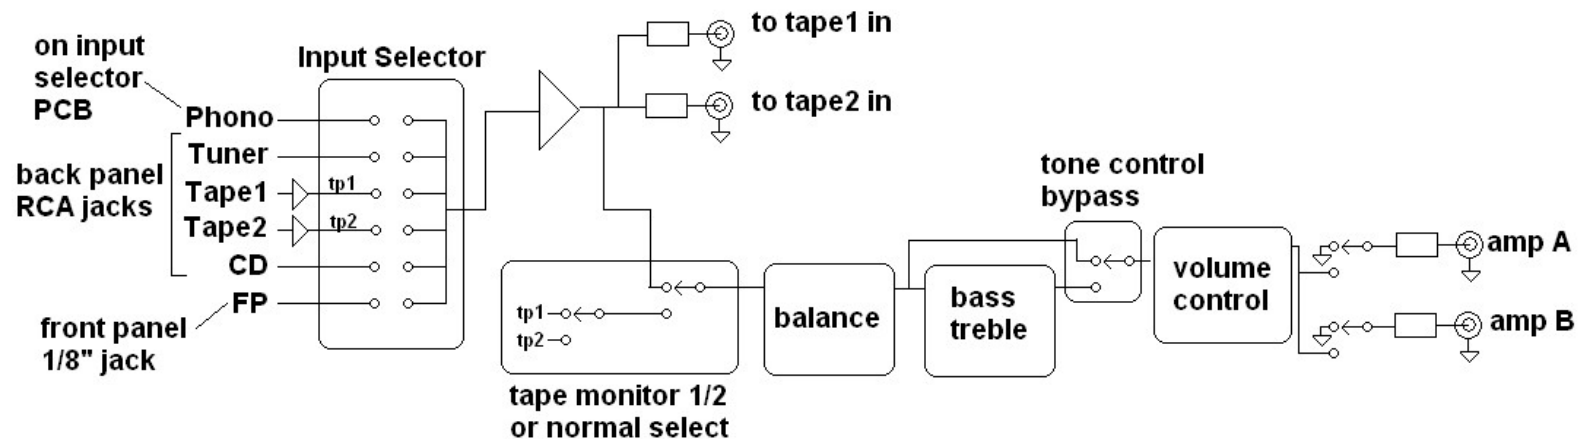 on input
selector
PCB
Input Selector
to tape1 in
to tape2 in
Phono
Tuner
back panel
RCA jacks
Tape1
tp1
Tape2
tp2
CD
FP
front panel
1/8" jack
tp1
tp2
tape monitor 1/2
or normal select
balance
bass
treble
tone control
bypass
volume
control
amp A
amp B